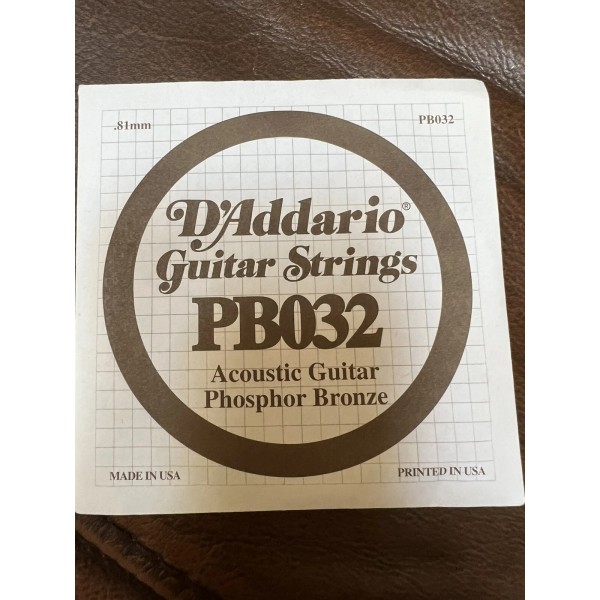 .81mm PB032
D'Addario®
Guitar Strings
PB032
Acoustic Guitar
Phosphor Bronze
MADE IN USA PRINTED IN USA